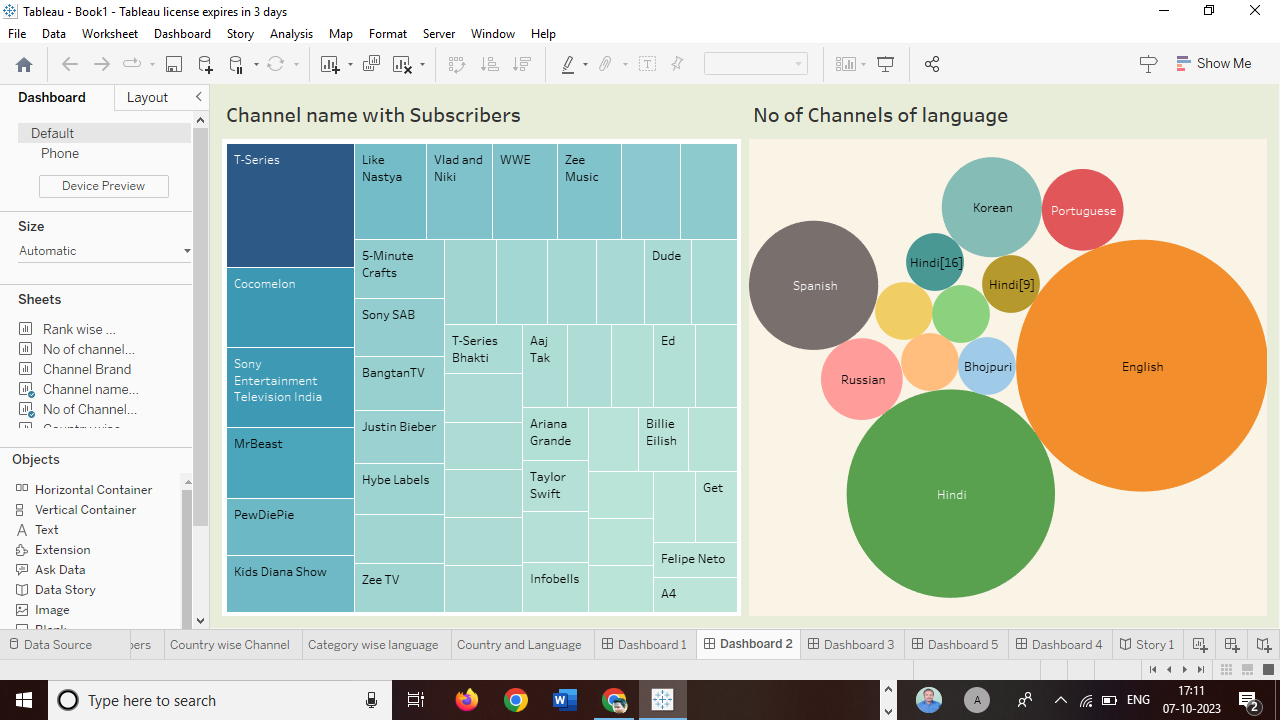 Tableau - Book1 - Tableau license expires in 3 days
File Data Worksheet Dashboard Story Analysis Map Format Server Window Help
Show Me
Dashboard Layout
Default
Phone
Device Preview
Size
Automatic
Sheets
Rank wise ...
No of channel...
Channel Brand
Channel name...
No of Channel...
Objects
Horizontal Container
Vertical Container
Text
Extension
Ask Data
Data Story
Image
Channel name with Subscribers
T-Series
Cocomelon
Sony
Entertainment
Television India
MrBeast
PewDiePie
Kids Diana Show
Like
Nastya
Vlad and
Niki
WWE
Zee
Music
5-Minute
Crafts
Sony SAB
BangtanTV
Justin Bieber
Hybe Labels
Zee TV
Dude
T-Series
Bhakti
Aaj
Tak
Ed
Ariana
Grande
Billie
Eilish
Taylor
Swift
Get
Infobells
Felipe Neto
A4
No of Channels of language
Korean
Portuguese
Hindi[16]
Hindi[9]
Spanish
English
Russian
Bhojpuri
Hindi
Data Source bers Country wise Channel Category wise language Country and Language Dashboard 1 Dashboard 2 Dashboard 3 Dashboard 5 Dashboard 4 Story 1
Type here to search
A
ENG
17:11
07-10-2023
2